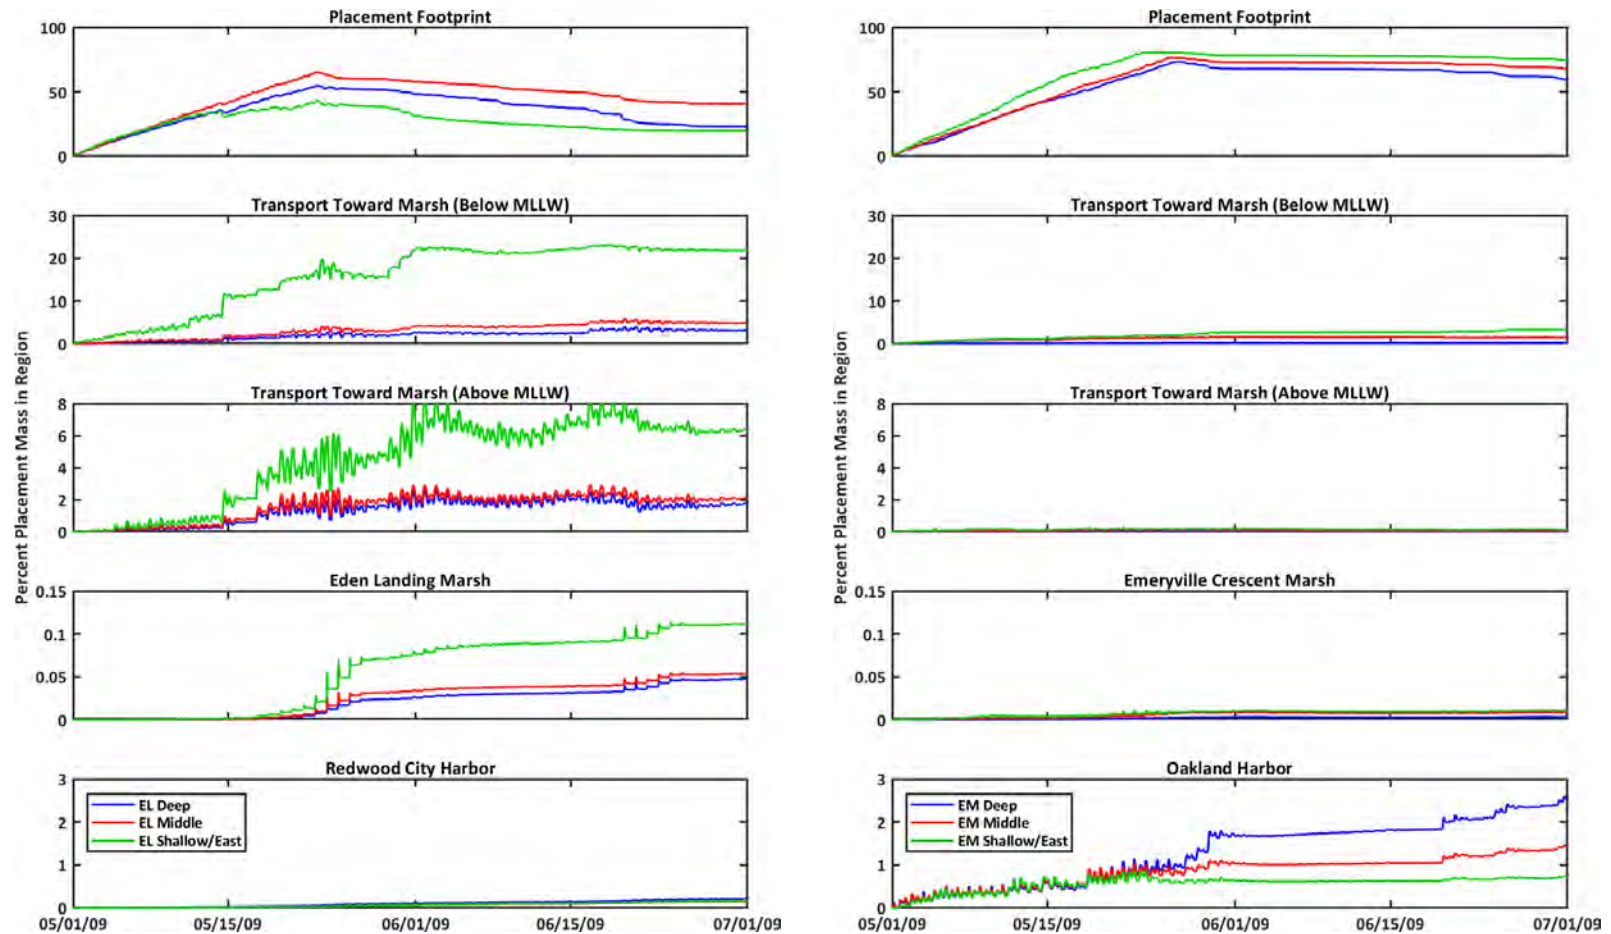 Placement Footprint
100
50
0
Transport Toward Marsh (Below MLLW)
30
20
10
0
Transport Toward Marsh (Above MLLW)
8
6
4
2
0
Eden Landing Marsh
0.15
0.1
0.05
0
Redwood City Harbor
3
2
1
0
EL Deep
EL Middle
EL Shallow/East
05/01/09 05/15/09 06/01/09 06/15/09 07/01/09
Percent Placement Mass in Region
Placement Footprint
100
50
0
Transport Toward Marsh (Below MLLW)
30
20
10
0
Transport Toward Marsh (Above MLLW)
8
6
4
2
0
Emeryville Crescent Marsh
0.15
0.1
0.05
0
Oakland Harbor
3
2
1
0
EM Deep
EM Middle
EM Shallow/East
05/01/09 05/15/09 06/01/09 06/15/09 07/01/09
Percent Placement Mass in Region